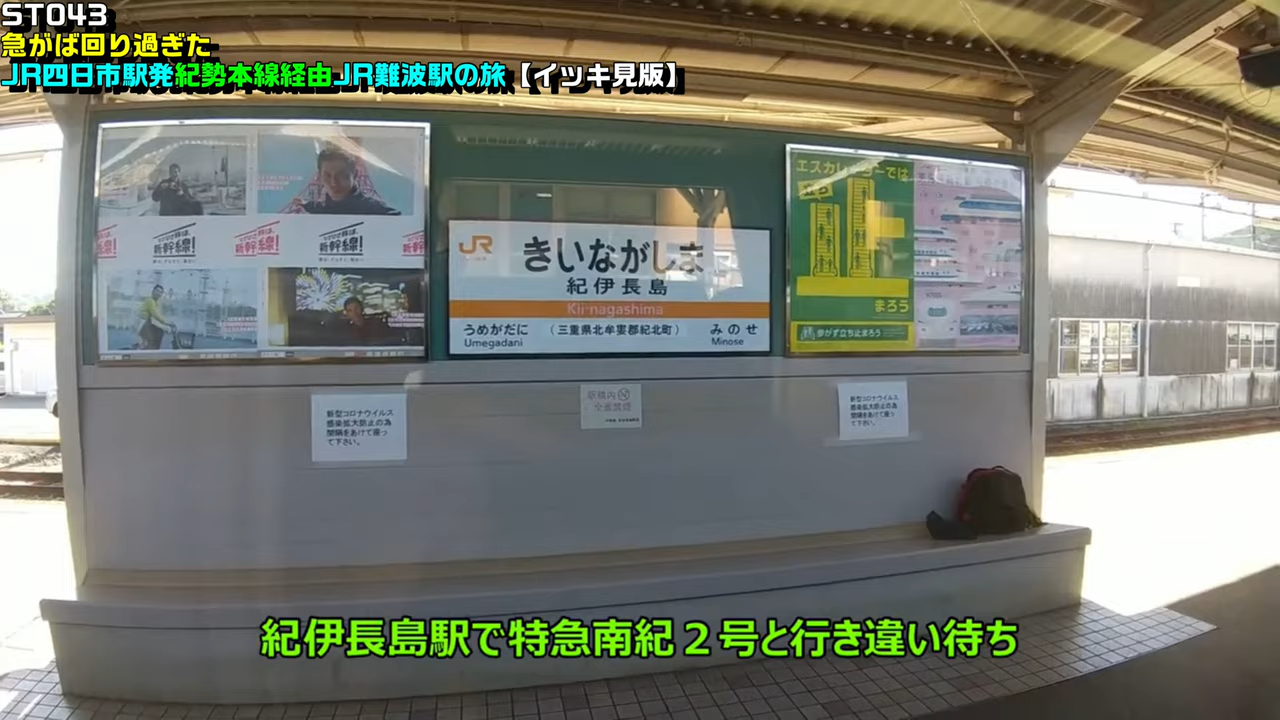 ST043
急がば回り過ぎた
JR四日市駅発紀勢本線経由JR難波駅の旅【イッキ見版】
新幹線!
新幹線!
新幹線!
JR
きいながしま
紀伊長島
Kii-nagashima
うめがだに
Umegadani
(三重県北牟婁郡紀北町)
みのせ
Minose
エスカレーターでは
立ち
まろう
歩かず立ち止まろう
新型コロナウイルス
感染拡大防止の為
間隔をあけて座っ
て下さい。
駅構内
全面禁煙
新型コロナウイルス
感染拡大防止の為
間隔をあけて座っ
て下さい。
紀伊長島駅で特急南紀2号と行き違い待ち